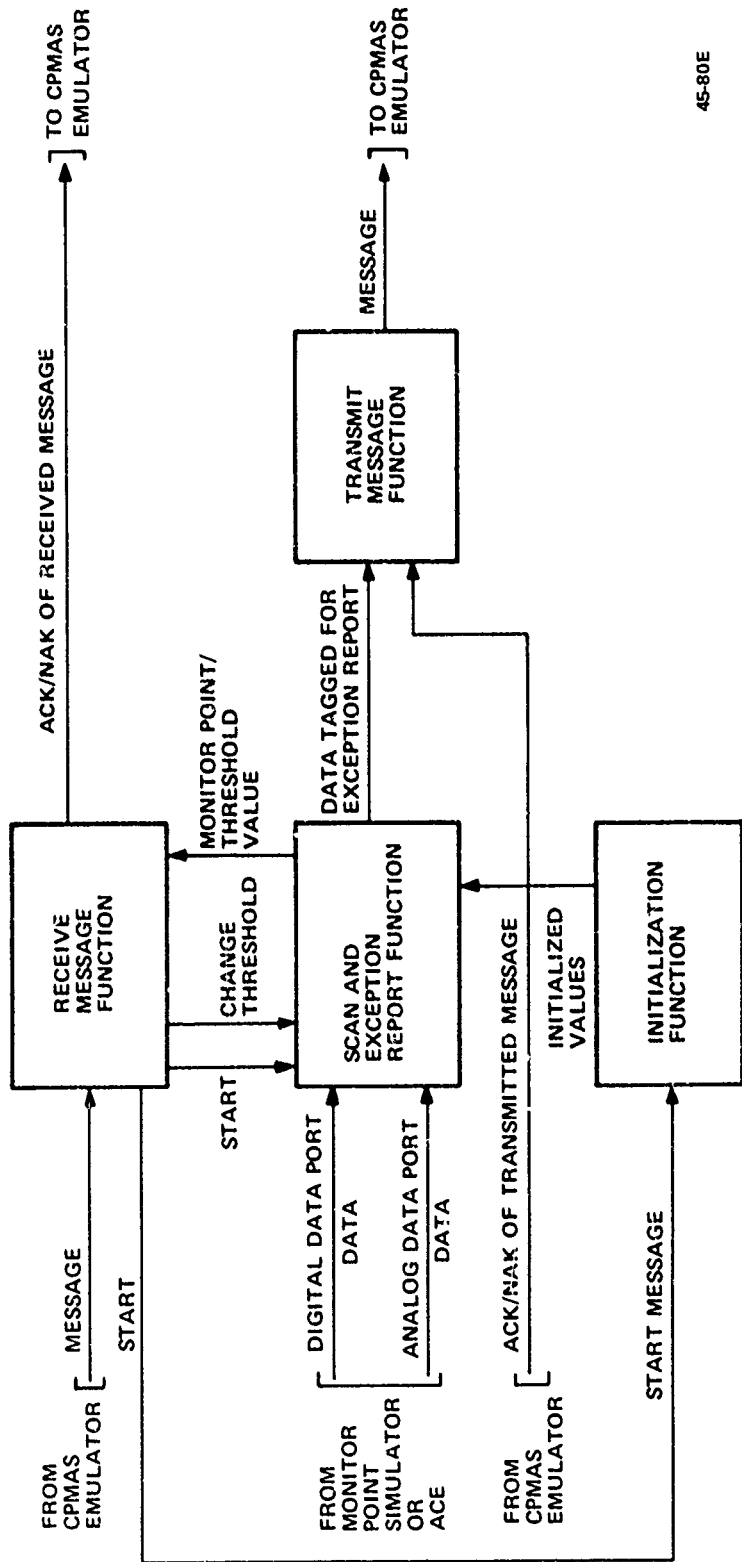 FROM
CPMAS
EMULATOR
MESSAGE
START
RECEIVE
MESSAGE
FUNCTION
ACK/NAK OF RECEIVED MESSAGE
TO CPMAS
EMULATOR
START
CHANGE
THRESHOLD
MONITOR POINT/
THRESHOLD
VALUE
FROM
MONITOR
POINT
SIMULATOR
OR
ACE
DIGITAL DATA PORT
DATA
ANALOG DATA PORT
DATA
SCAN AND
EXCEPTION
REPORT FUNCTION
DATA TAGGED FOR
EXCEPTION REPORT
TRANSMIT
MESSAGE
FUNCTION
MESSAGE
TO CPMAS
EMULATOR
FROM
CPMAS
EMULATOR
ACK/NAK OF TRANSMITTED MESSAGE
INITIALIZED
VALUES
START MESSAGE
INITIALIZATION
FUNCTION
45-80E